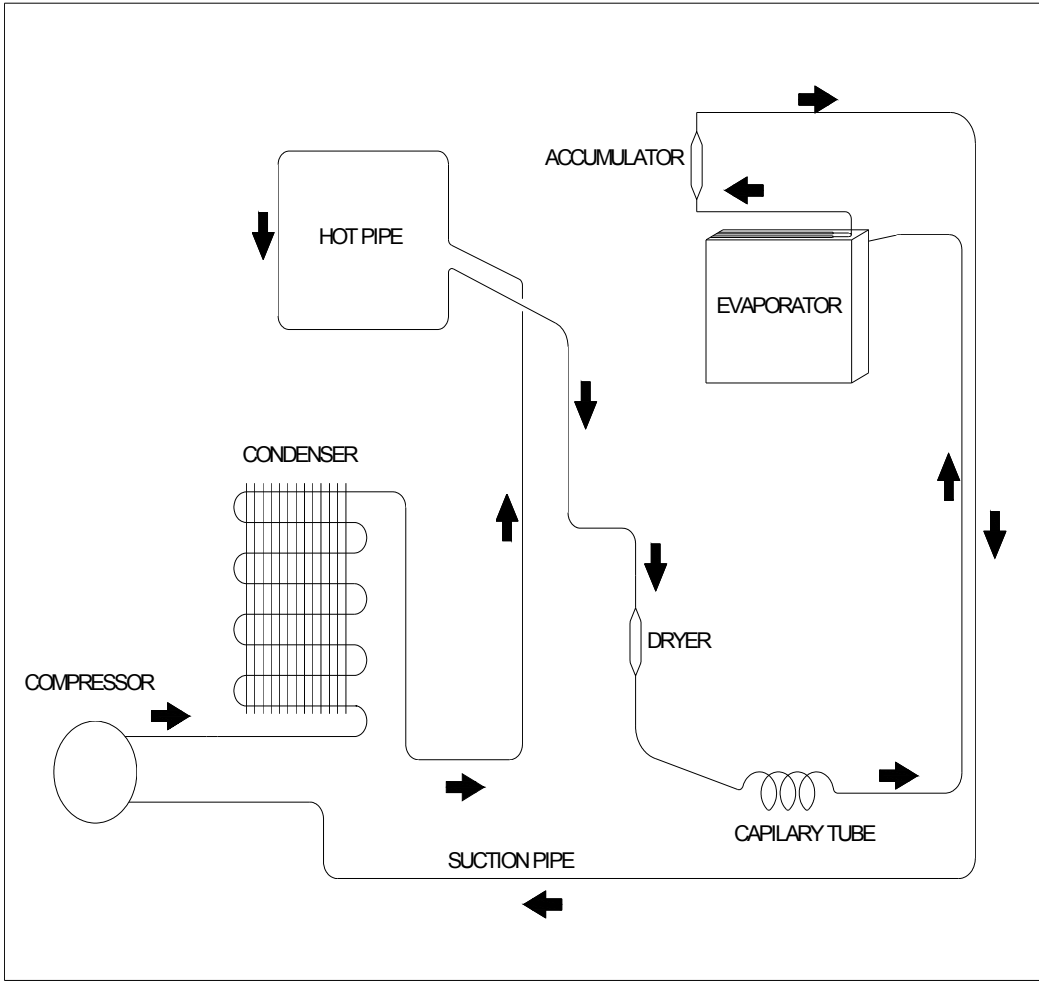 ACCUMULATOR
HOT PIPE
EVAPORATOR
CONDENSER
DRYER
COMPRESSOR
CAPILARY TUBE
SUCTION PIPE